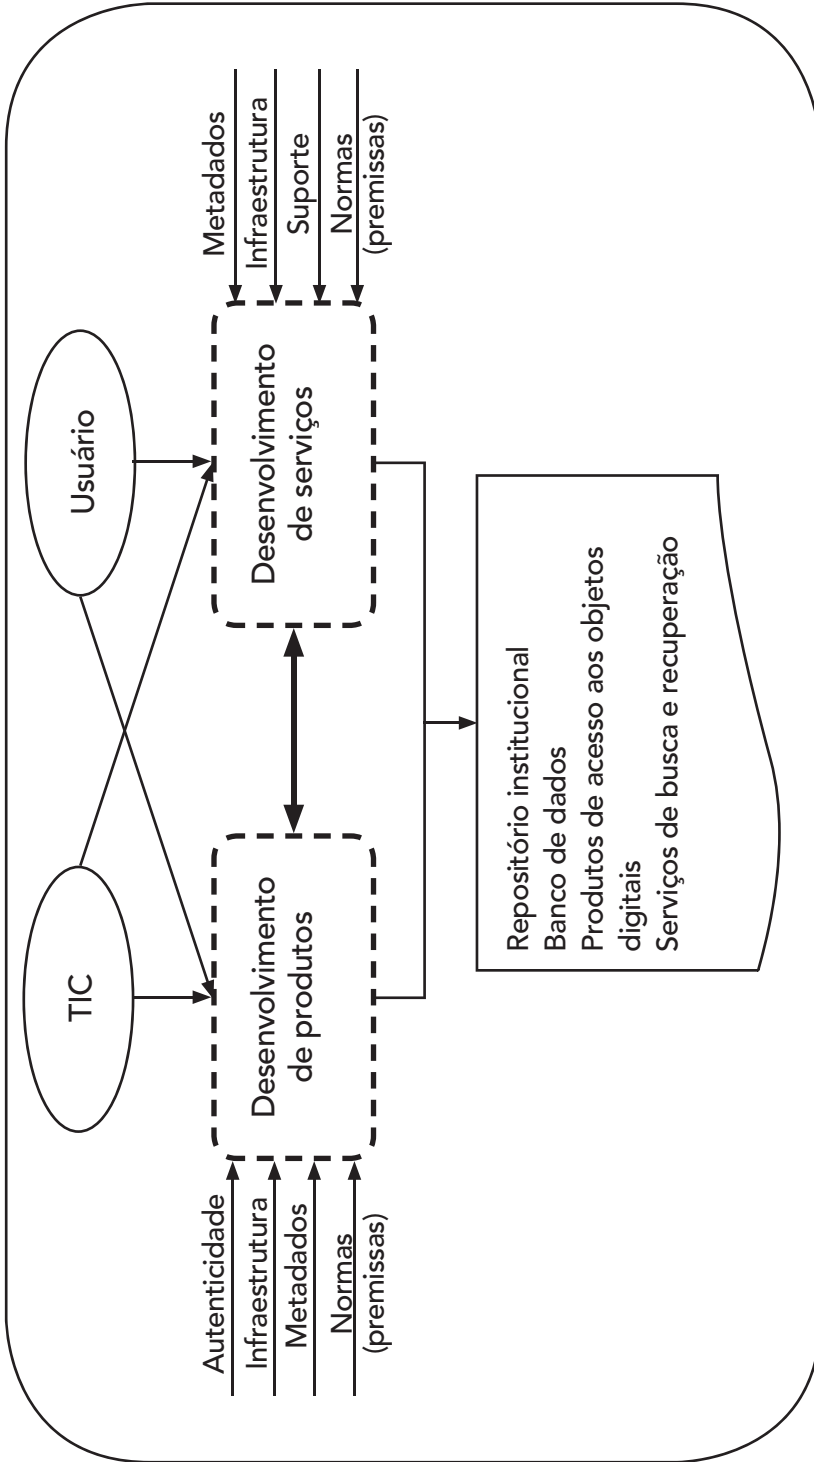 TIC
Usuário
Autenticidade
Infraestrutura
Metadados
Normas
(premissas)
Desenvolvimento
de produtos
Desenvolvimento
de serviços
Metadados
Infraestrutura
Suporte
Normas
(premissas)
Repositório institucional
Banco de dados
Produtos de acesso aos objetos
digitais
Serviços de busca e recuperação